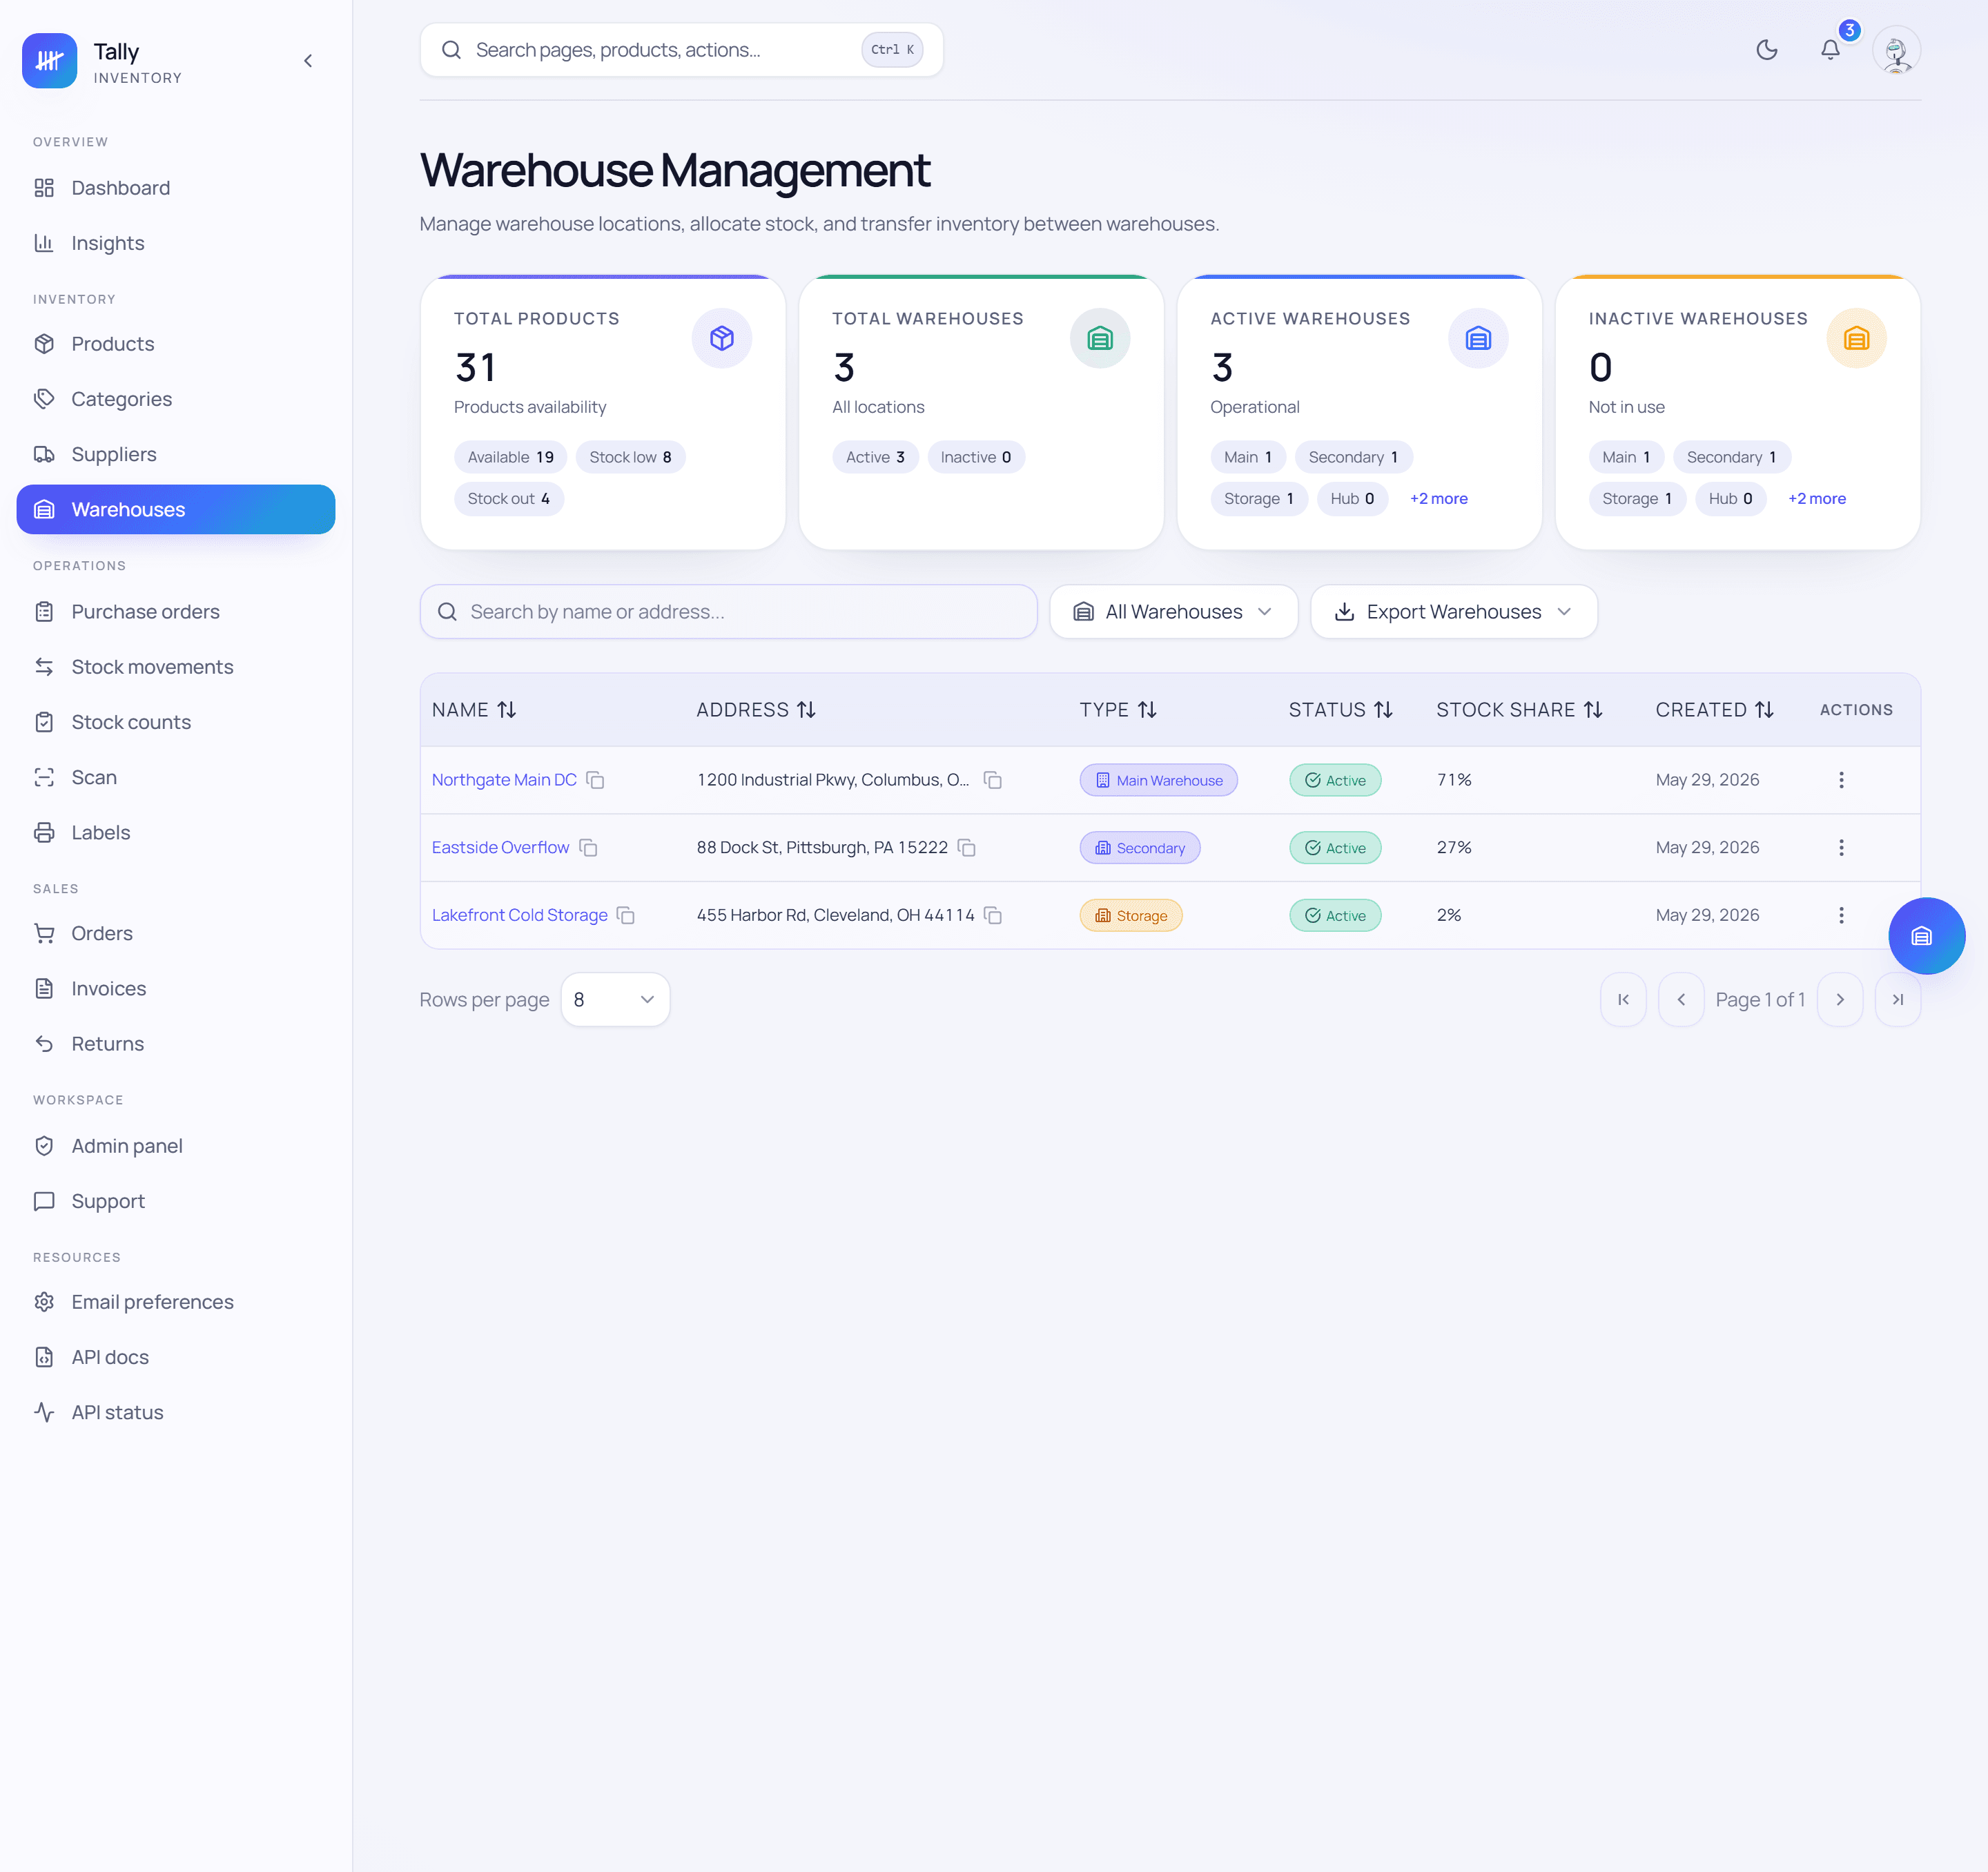 Tally
INVENTORY
OVERVIEW
Dashboard
Insights
INVENTORY
Products
Categories
Suppliers
Warehouses
OPERATIONS
Purchase orders
Stock movements
Stock counts
Scan
Labels
SALES
Orders
Invoices
Returns
WORKSPACE
Admin panel
Support
RESOURCES
Email preferences
API docs
API status
Search pages, products, actions... Ctrl K
3
Warehouse Management
Manage warehouse locations, allocate stock, and transfer inventory between warehouses.
TOTAL PRODUCTS
31
Products availability
Available 19 Stock low 8
Stock out 4
TOTAL WAREHOUSES
3
All locations
Active 3 Inactive 0
ACTIVE WAREHOUSES
3
Operational
Main 1 Secondary 1
Storage 1 Hub 0 +2 more
INACTIVE WAREHOUSES
0
Not in use
Main 1 Secondary 1
Storage 1 Hub 0 +2 more
Search by name or address... All Warehouses Export Warehouses
NAME ADDRESS TYPE STATUS STOCK SHARE CREATED ACTIONS
Northgate Main DC 1200 Industrial Pkwy, Columbus, O... Main Warehouse Active 71% May 29, 2026
Eastside Overflow 88 Dock St, Pittsburgh, PA 15222 Secondary Active 27% May 29, 2026
Lakefront Cold Storage 455 Harbor Rd, Cleveland, OH 44114 Storage Active 2% May 29, 2026
Rows per page 8 Page 1 of 1